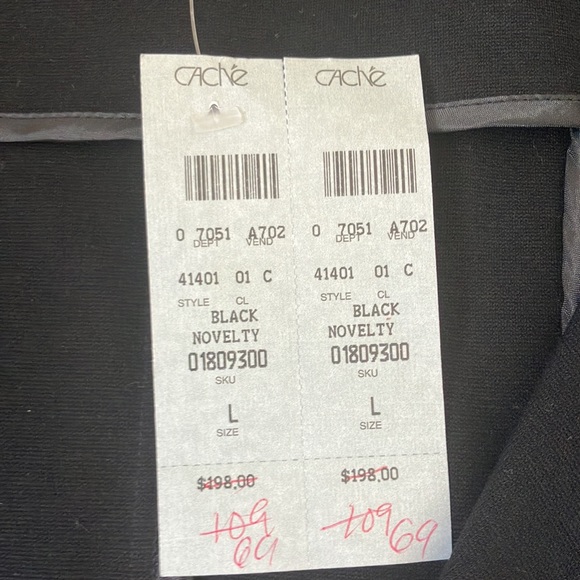 CACHé
0 7051 A702
DEPT VEND
41401 01 C
STYLE CL
BLACK
NOVELTY
01809300
SKU
L
SIZE
$198.00
109
69
CACHé
0 7051 A702
DEPT VEND
41401 01 C
STYLE CL
BLACK
NOVELTY
01809300
SKU
L
SIZE
$198.00
109
69